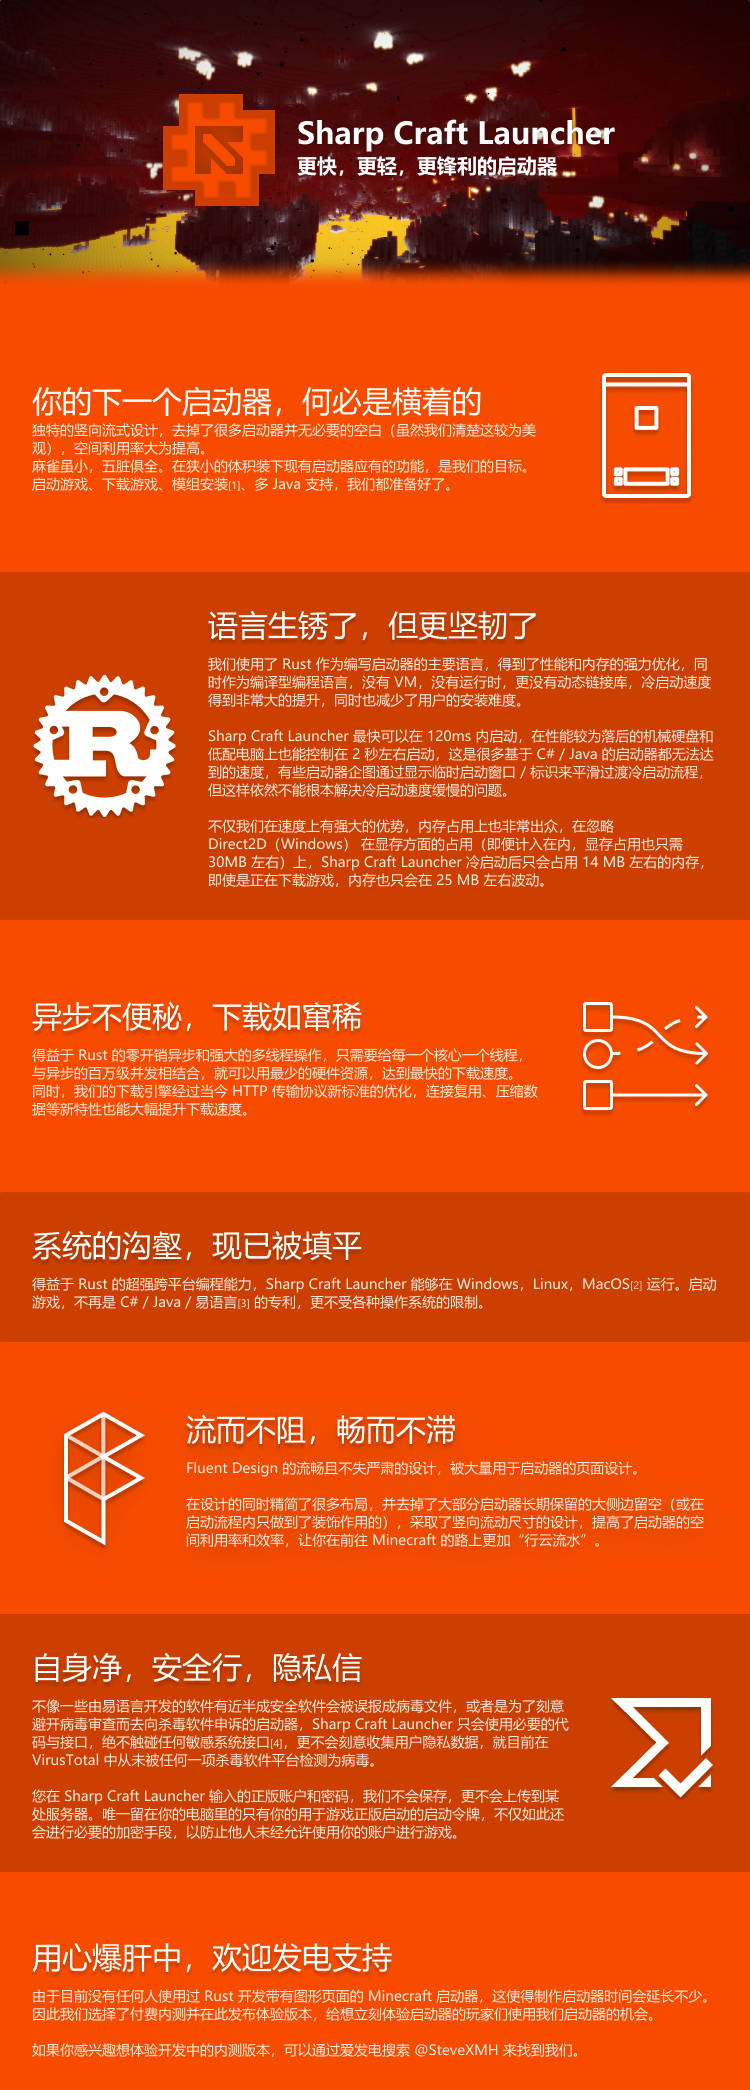 Sharp Craft Launcher
更快，更轻，更锋利的启动器
你的下一个启动器，何必是横着的
独特的竖向流式设计，去掉了很多启动器并无必要的空白（虽然我们清楚这较为美
观），空间利用率大为提高。
麻雀虽小，五脏俱全。在狭小的体积装下现有启动器应有的功能，是我们的目标。
启动游戏、下载游戏、模组安装[1]、多 Java 支持，我们都准备好了。
语言生锈了，但更坚韧了
我们使用了 Rust 作为编写启动器的主要语言，得到了性能和内存的强力优化，同
时作为编译型编程语言，没有 VM，没有运行时，更没有动态链接库，冷启动速度
得到非常大的提升，同时也减少了用户的安装难度。
Sharp Craft Launcher 最快可以在 120ms 内启动，在性能较为落后的机械硬盘和
低配电脑上也能控制在 2 秒左右启动，这是很多基于 C# / Java 的启动器都无法达
到的速度，有些启动器企图通过显示临时启动窗口 / 标识来平滑过渡冷启动流程，
但这样依然不能根本解决冷启动速度缓慢的问题。
不仅我们在速度上有强大的优势，内存占用上也非常出众，在忽略
Direct2D（Windows） 在显存方面的占用（即便计入在内，显存占用也只需
30MB 左右）上，Sharp Craft Launcher 冷启动后只会占用 14 MB 左右的内存，
即使是正在下载游戏，内存也只会在 25 MB 左右波动。
异步不便秘，下载如窜稀
得益于 Rust 的零开销异步和强大的多线程操作，只需要给每一个核心一个线程，
与异步的百万级并发相结合，就可以用最少的硬件资源，达到最快的下载速度。
同时，我们的下载引擎经过当今 HTTP 传输协议新标准的优化，连接复用、压缩数
据等新特性也能大幅提升下载速度。
系统的沟壑，现已被填平
得益于 Rust 的超强跨平台编程能力，Sharp Craft Launcher 能够在 Windows，Linux，MacOS[2] 运行。启动
游戏，不再是 C# / Java / 易语言[3] 的专利，更不受各种操作系统的限制。
流而不阻，畅而不滞
Fluent Design 的流畅且不失严肃的设计，被大量用于启动器的页面设计。
在设计的同时精简了很多布局，并去掉了大部分启动器长期保留的大侧边留空（或在
启动流程内只做到了装饰作用的），采取了竖向流动尺寸的设计，提高了启动器的空
间利用率和效率，让你在前往 Minecraft 的路上更加“行云流水”。
自身净，安全行，隐私信
不像一些由易语言开发的软件有近半成安全软件会被误报成病毒文件，或者是为了刻意
避开病毒审查而去向杀毒软件申诉的启动器，Sharp Craft Launcher 只会使用必要的代
码与接口，绝不触碰任何敏感系统接口[4]，更不会刻意收集用户隐私数据，就目前在
VirusTotal 中从未被任何一项杀毒软件平台检测为病毒。
您在 Sharp Craft Launcher 输入的正版账户和密码，我们不会保存，更不会上传到某
处服务器。唯一留在你的电脑里的只有你的用于游戏正版启动的启动令牌，不仅如此还
会进行必要的加密手段，以防止他人未经允许使用你的账户进行游戏。
用心爆肝中，欢迎发电支持
由于目前没有任何人使用过 Rust 开发带有图形页面的 Minecraft 启动器，这使得制作启动器时间会延长不少。
因此我们选择了付费内测并在此发布体验版本，给想立刻体验启动器的玩家们使用我们启动器的机会。
如果你感兴趣想体验开发中的内测版本，可以通过爱发电搜索 @SteveXMH 来找到我们。